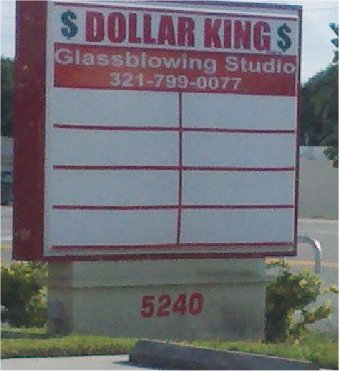 $ DOLLAR KING $
Glassblowing Studio
321-799-0077
5240